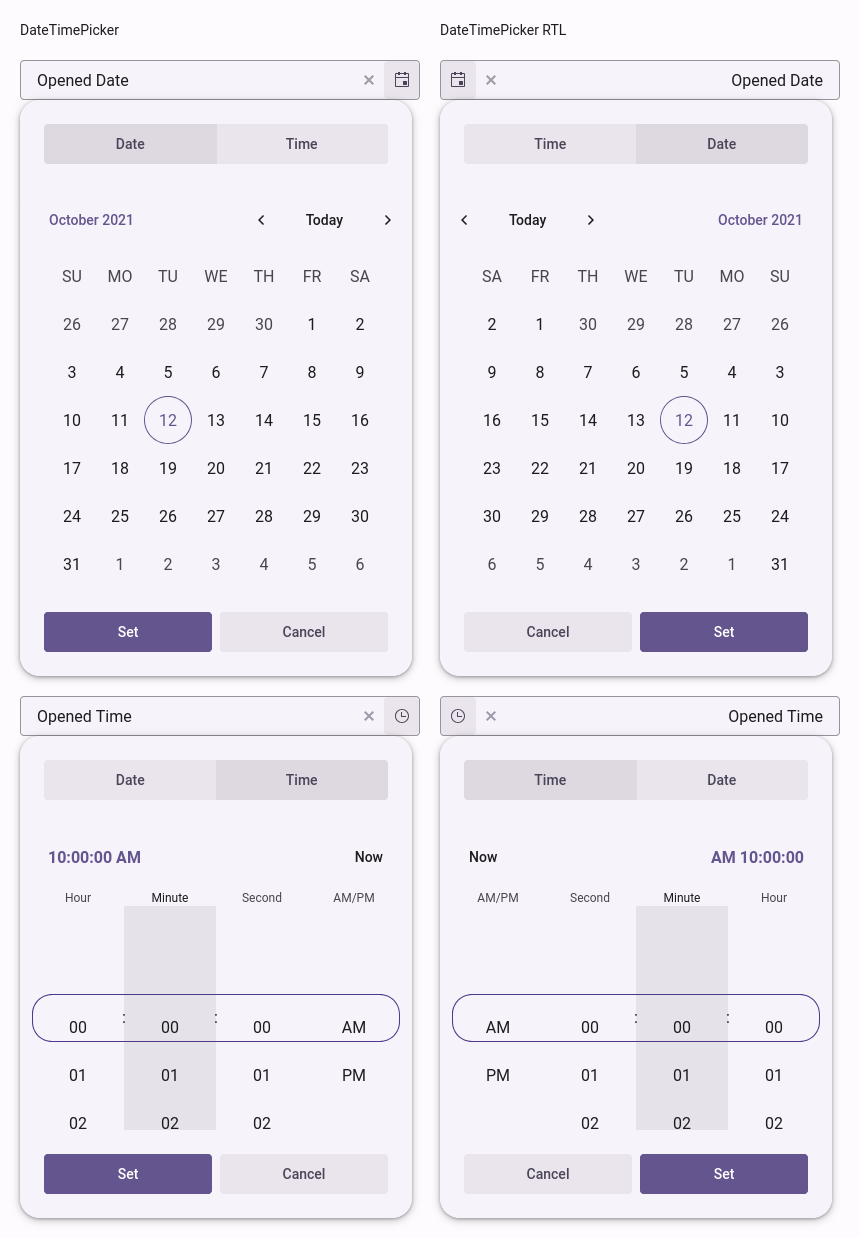 DateTimePicker
DateTimePicker RTL
Opened Date
Opened Date
Date Time
Time Date
October 2021 Today
Today October 2021
SU MO TU WE TH FR SA
SA FR TH WE TU MO SU
26 27 28 29 30 1 2
2 1 30 29 28 27 26
3 4 5 6 7 8 9
9 8 7 6 5 4 3
10 11 12 13 14 15 16
16 15 14 13 12 11 10
17 18 19 20 21 22 23
23 22 21 20 19 18 17
24 25 26 27 28 29 30
30 29 28 27 26 25 24
31 1 2 3 4 5 6
6 5 4 3 2 1 31
Set Cancel
Cancel Set
Opened Time
Opened Time
Date Time
Time Date
10:00:00 AM Now
Now AM 10:00:00
Hour Minute Second AM/PM
AM/PM Second Minute Hour
00 : 00 : 00 AM
AM 00 : 00 : 00
01 01 01 PM
PM 01 01 01
02 02 02
02 02 02
Set Cancel
Cancel Set